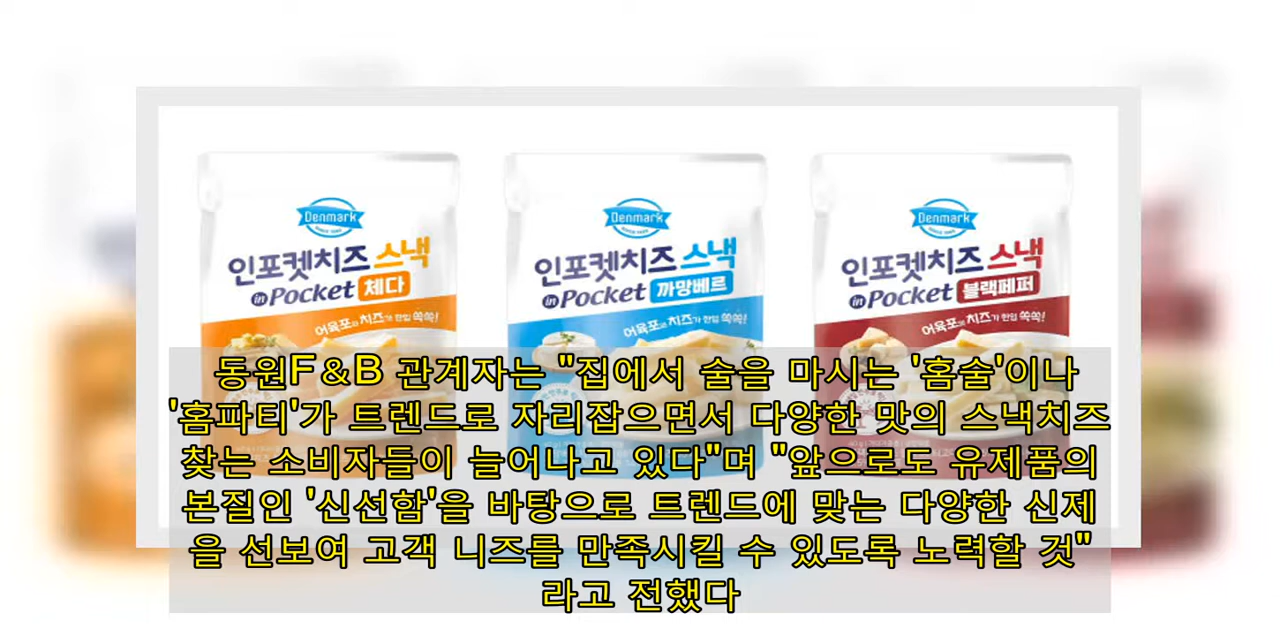 Denmark
인포켓치즈 스낵
in Pocket 체다
어육포와 치즈가 한입 쏙쏙!
Denmark
인포켓치즈 스낵
in Pocket 까망베르
어육포와 치즈가 한입 쏙쏙!
Denmark
인포켓치즈 스낵
in Pocket 블랙페퍼
어육포와 치즈가 한입 쏙쏙!
동원F&B 관계자는 "집에서 술을 마시는 '홈술'이나
'홈파티'가 트렌드로 자리잡으면서 다양한 맛의 스낵치즈
찾는 소비자들이 늘어나고 있다"며 "앞으로도 유제품의
본질인 '신선함'을 바탕으로 트렌드에 맞는 다양한 신제
을 선보여 고객 니즈를 만족시킬 수 있도록 노력할 것"
라고 전했다